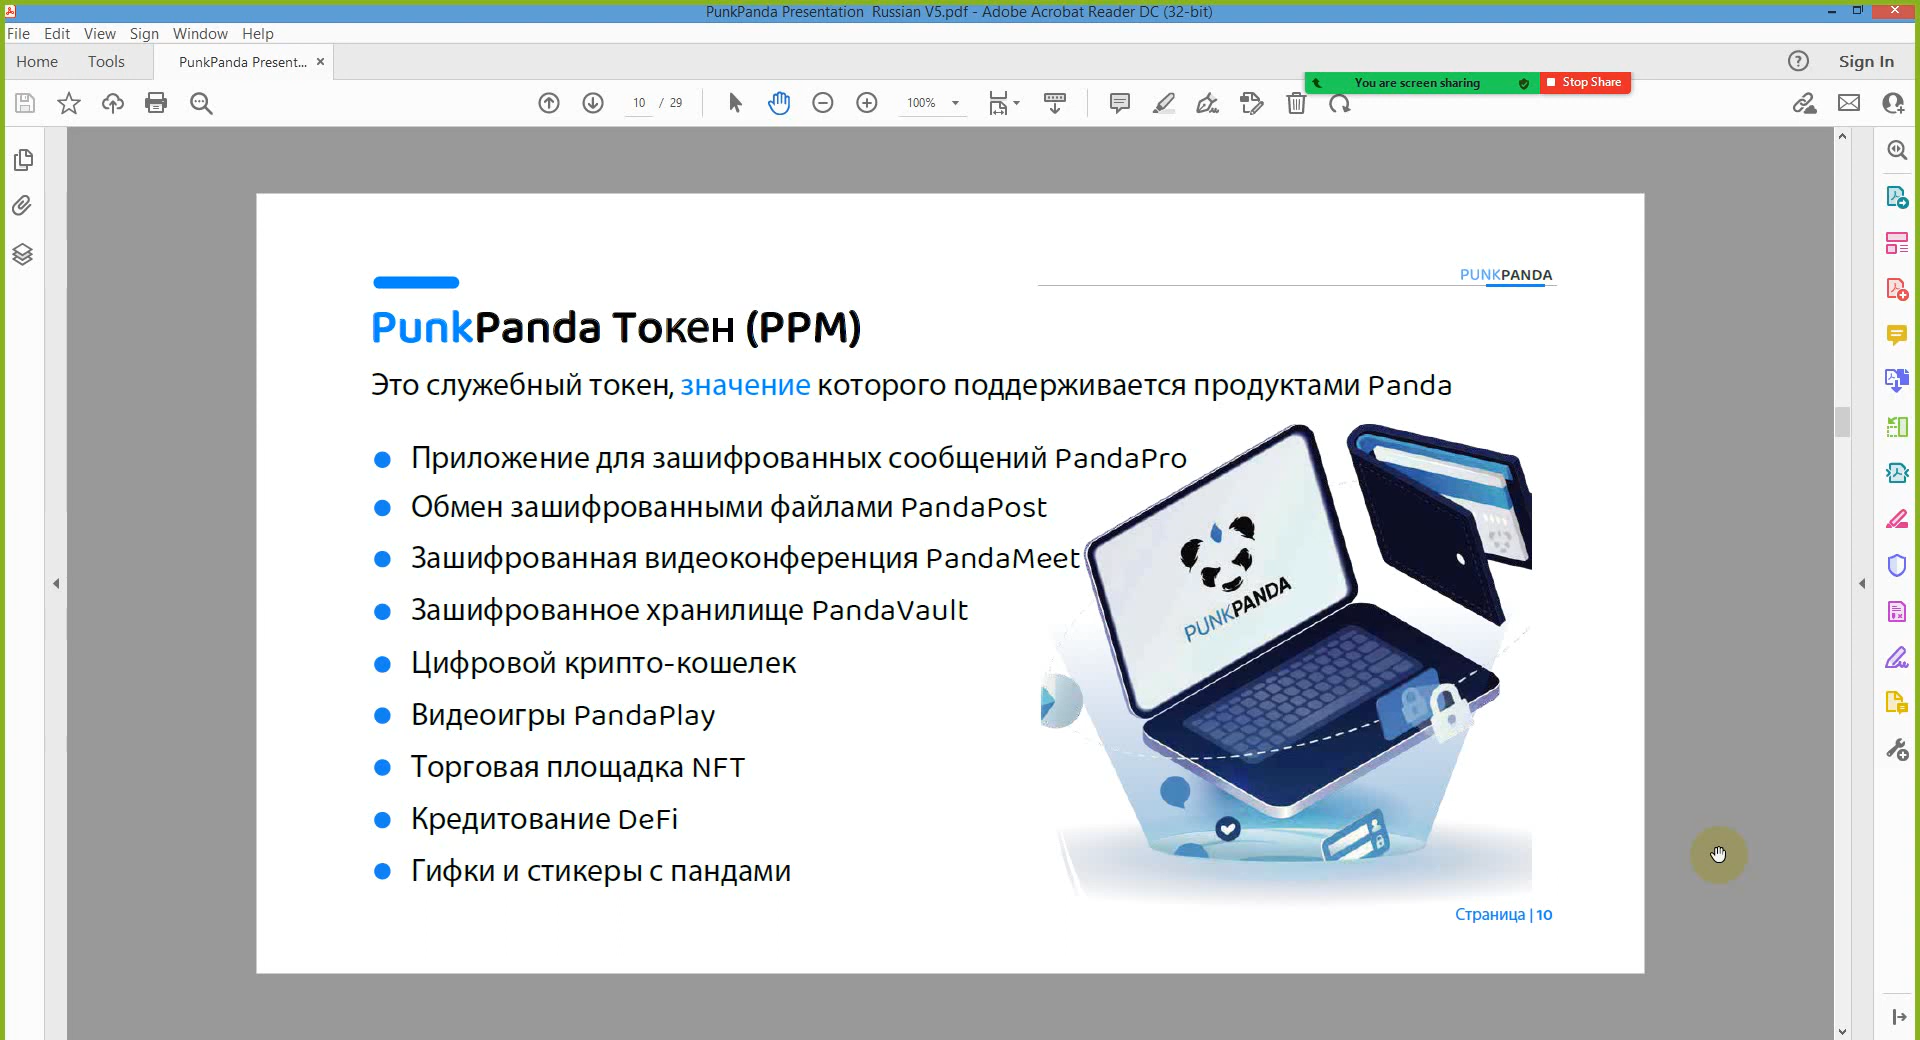 PunkPanda Presentation Russian V5.pdf - Adobe Acrobat Reader DC (32-bit)
File Edit View Sign Window Help
Home Tools PunkPanda Present... × Sign In
You are screen sharing Stop Share
10 / 29 100%
PUNKPANDA
PunkPanda Токен (PPM)
Это служебный токен, значение которого поддерживается продуктами Panda
Приложение для зашифрованных сообщений PandaPro
Обмен зашифрованными файлами PandaPost
Зашифрованная видеоконференция PandaMeet
Зашифрованное хранилище PandaVault
Цифровой крипто-кошелек
Видеоигры PandaPlay
Торговая площадка NFT
Кредитование DeFi
Гифки и стикеры с пандами
PUNKPANDA
Страница | 10